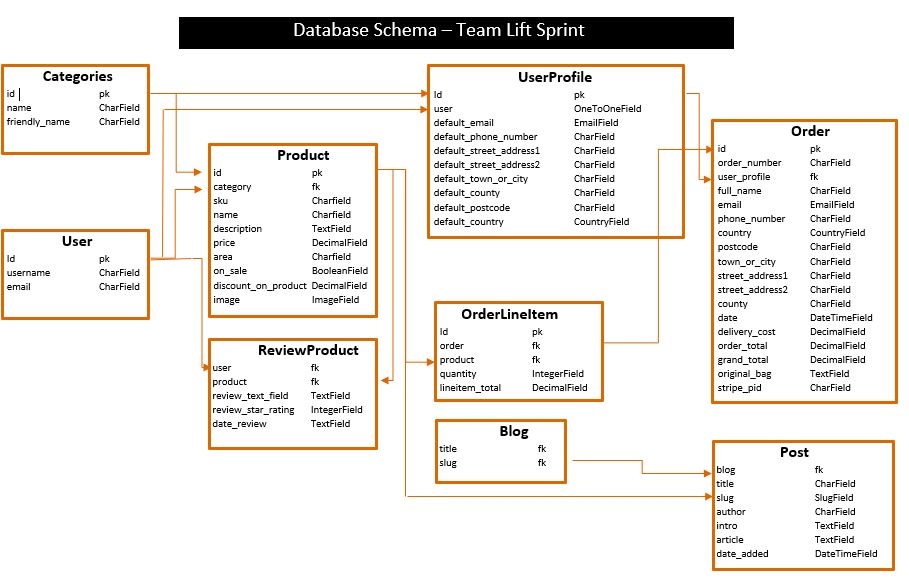 Database Schema – Team Lift Sprint
Categories
id pk
name CharField
friendly_name CharField
User
Id pk
username CharField
email CharField
Product
id pk
category fk
sku Charfield
name Charfield
description TextField
price DecimalField
area Charfield
on_sale BooleanField
discount_on_product DecimalField
image ImageField
ReviewProduct
user fk
product fk
review_text_field TextField
review_star_rating IntegerField
date_review TextField
UserProfile
Id pk
user OneToOneField
default_email EmailField
default_phone_number CharField
default_street_address1 CharField
default_street_address2 CharField
default_town_or_city CharField
default_county CharField
default_postcode CharField
default_country CountryField
OrderLineItem
Id pk
order fk
product fk
quantity IntegerField
lineitem_total DecimalField
Blog
title fk
slug fk
Order
id pk
order_number CharField
user_profile fk
full_name CharField
email EmailField
phone_number CharField
country CountryField
postcode CharField
town_or_city CharField
street_address1 CharField
street_address2 CharField
county CharField
date DateTimeField
delivery_cost DecimalField
order_total DecimalField
grand_total DecimalField
original_bag TextField
stripe_pid CharField
Post
blog fk
title CharField
slug SlugField
author CharField
intro TextField
article TextField
date_added DateTimeField